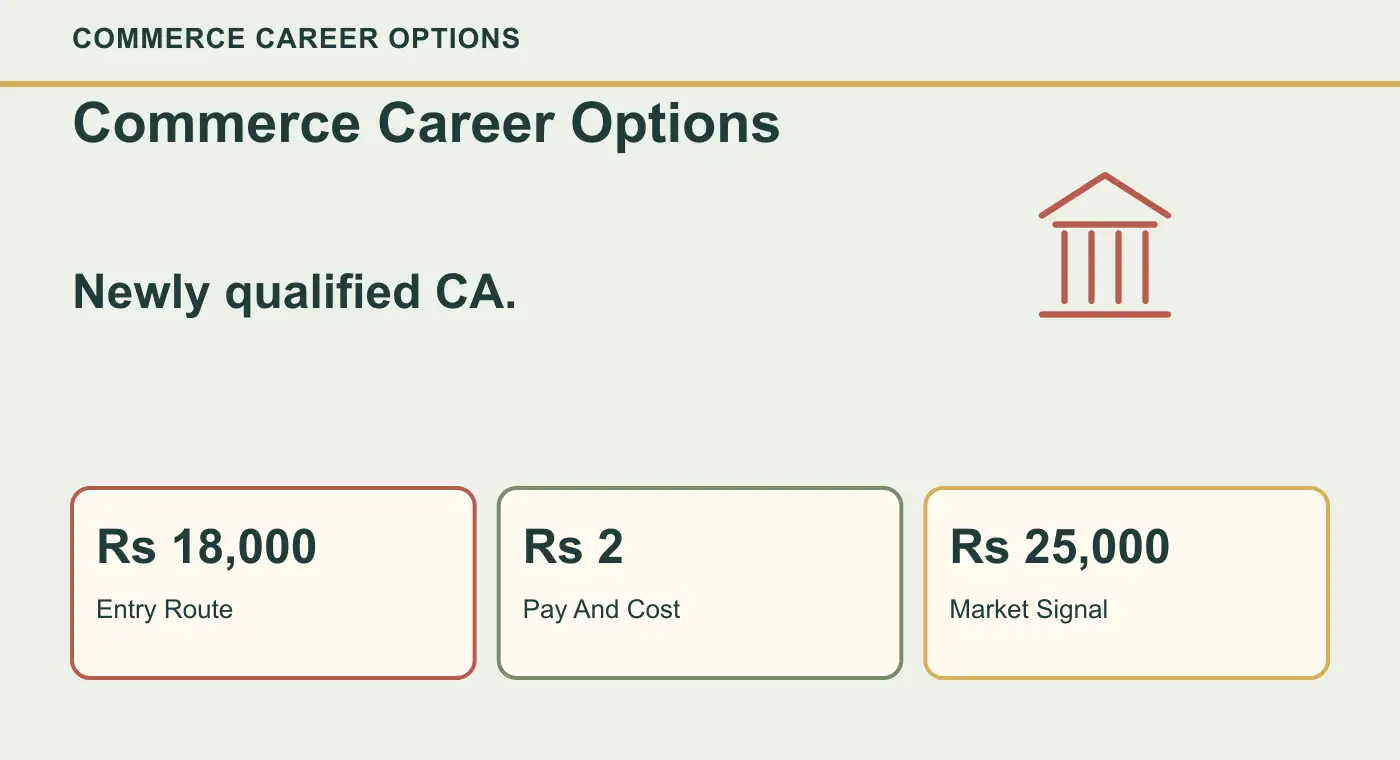 COMMERCE CAREER OPTIONS
Commerce Career Options
Newly qualified CA.
Rs 18,000
Entry Route
Rs 2
Pay And Cost
Rs 25,000
Market Signal